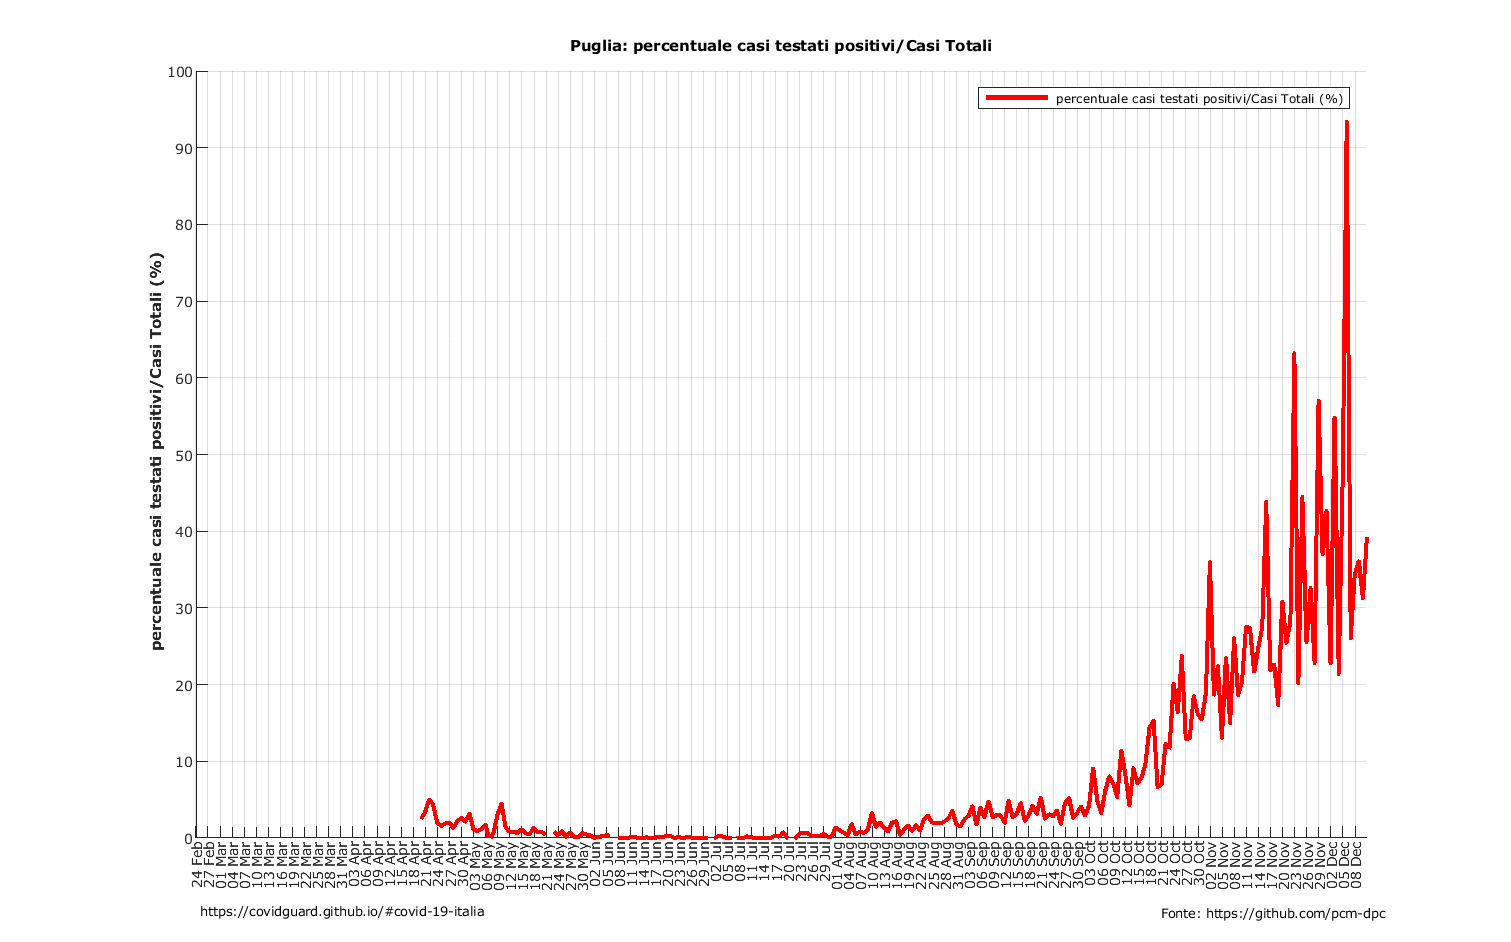 Puglia: percentuale casi testati positivi/Casi Totali
percentuale casi testati positivi/Casi Totali (%)
percentuale casi testati positivi/Casi Totali (%)
100
90
80
70
60
50
40
30
20
10
0
24 Feb
27 Feb
01 Mar
04 Mar
07 Mar
10 Mar
13 Mar
16 Mar
19 Mar
22 Mar
25 Mar
28 Mar
31 Mar
03 Apr
06 Apr
09 Apr
12 Apr
15 Apr
18 Apr
21 Apr
24 Apr
27 Apr
30 Apr
03 May
06 May
09 May
12 May
15 May
18 May
21 May
24 May
27 May
30 May
02 Jun
05 Jun
08 Jun
11 Jun
14 Jun
17 Jun
20 Jun
23 Jun
26 Jun
29 Jun
02 Jul
05 Jul
08 Jul
11 Jul
14 Jul
17 Jul
20 Jul
23 Jul
26 Jul
29 Jul
01 Aug
04 Aug
07 Aug
10 Aug
13 Aug
16 Aug
19 Aug
22 Aug
25 Aug
28 Aug
31 Aug
03 Sep
06 Sep
09 Sep
12 Sep
15 Sep
18 Sep
21 Sep
24 Sep
27 Sep
30 Sep
03 Oct
06 Oct
09 Oct
12 Oct
15 Oct
18 Oct
21 Oct
24 Oct
27 Oct
30 Oct
02 Nov
05 Nov
08 Nov
11 Nov
14 Nov
17 Nov
20 Nov
23 Nov
26 Nov
29 Nov
02 Dec
05 Dec
08 Dec
https://covidguard.github.io/#covid-19-italia
Fonte: https://github.com/pcm-dpc